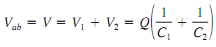 V_ab = V = V_1 + V_2 = Q(1/C_1 + 1/C_2)